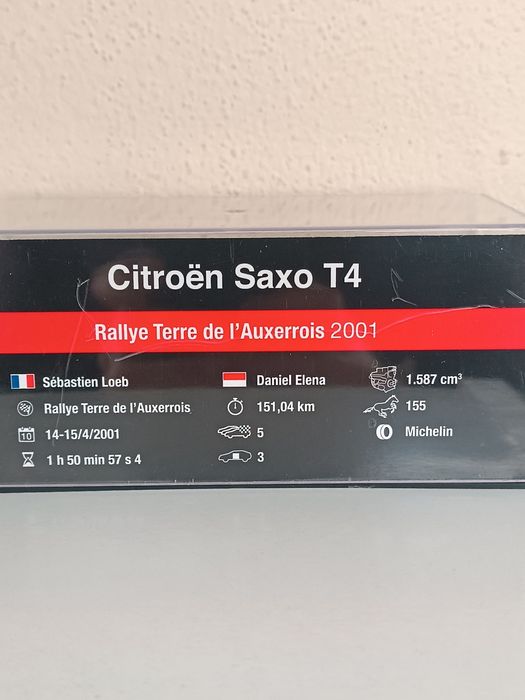 Citroën Saxo T4
Rallye Terre de l'Auxerrois 2001
Sébastien Loeb Daniel Elena 1.587 cm³
Rallye Terre de l'Auxerrois 151,04 km 155
10 14-15/4/2001 5 Michelin
1 h 50 min 57 s 4 3